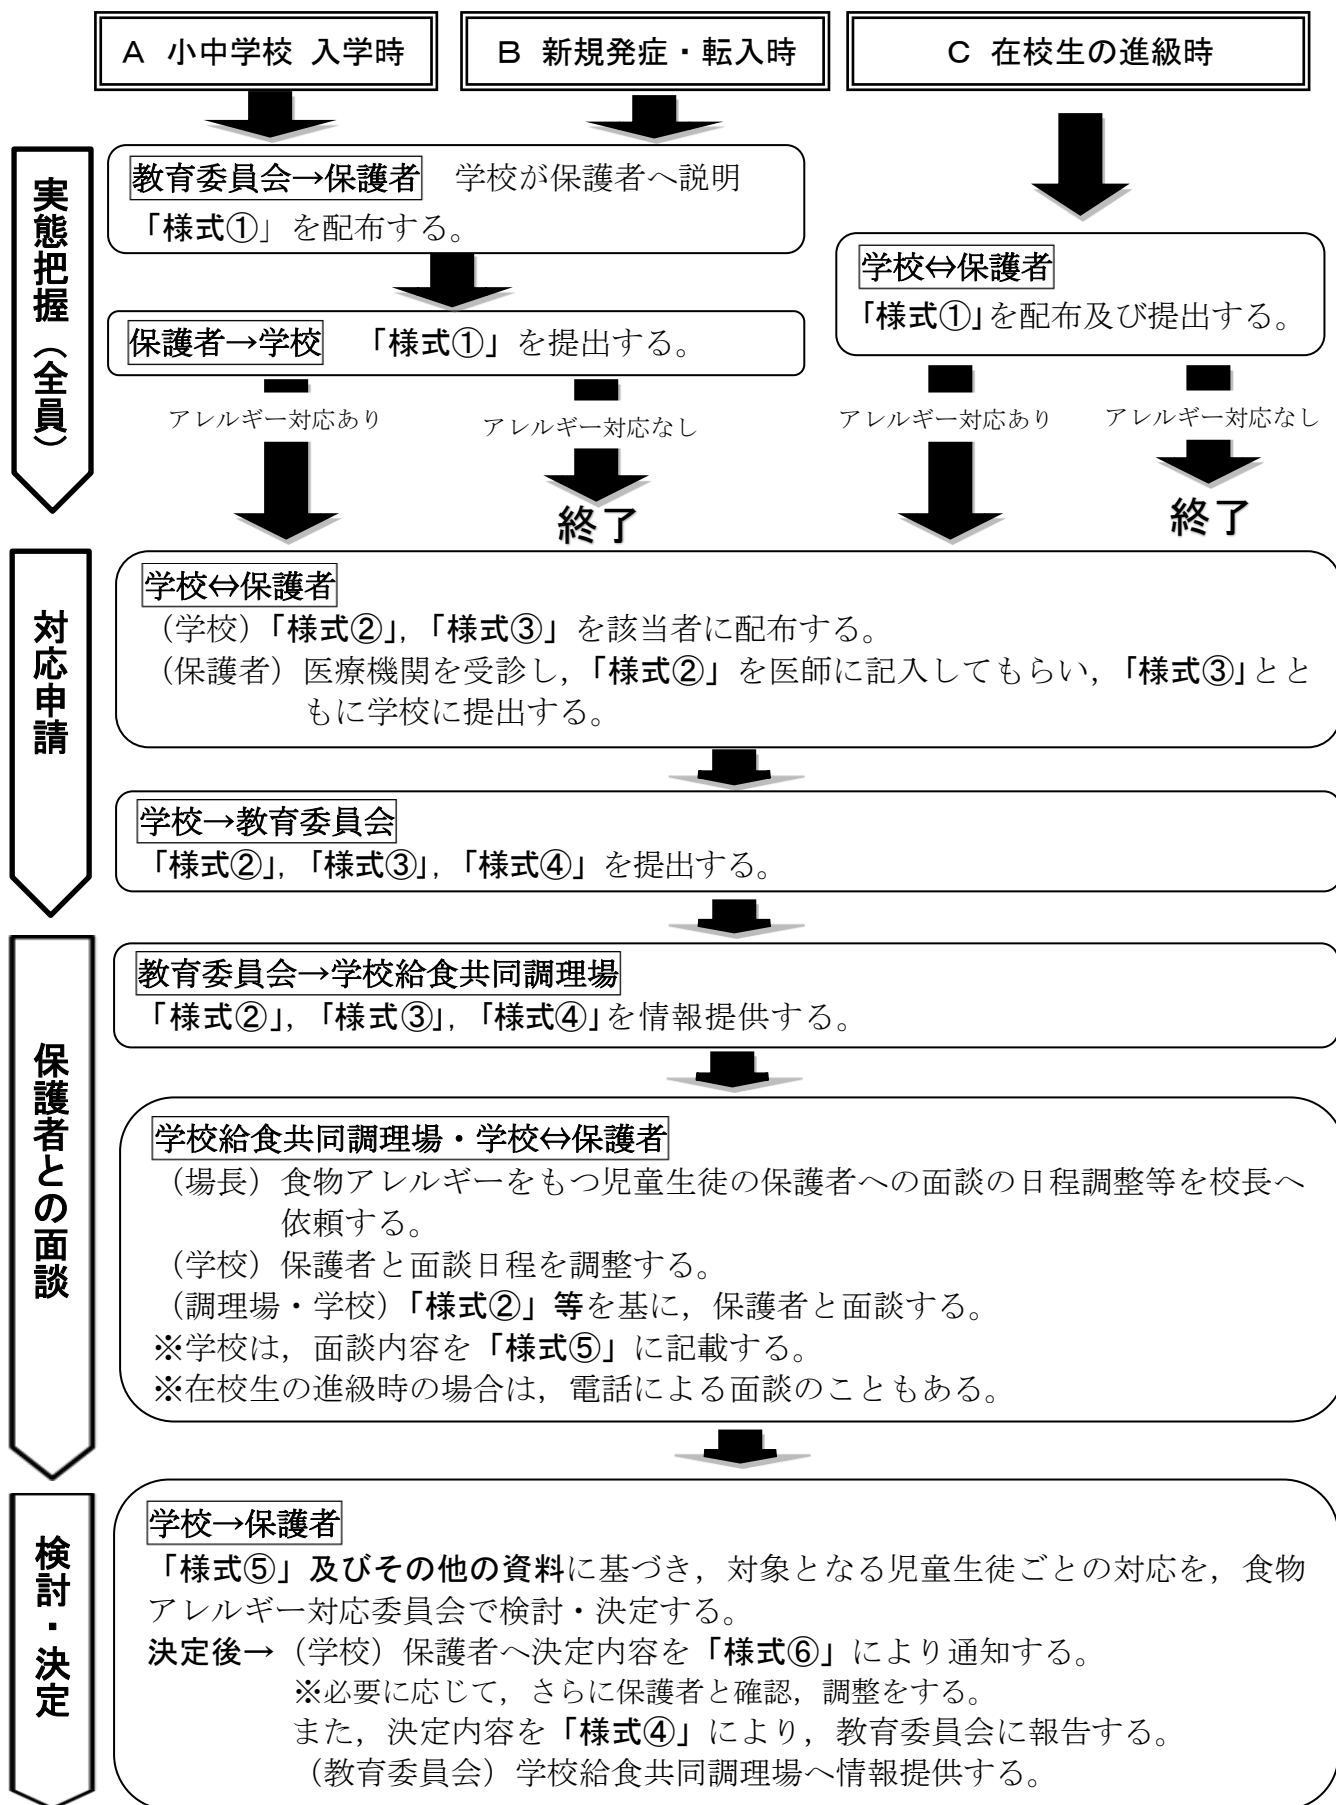 A 小中学校 入学時
B 新規発症・転入時
C 在校生の進級時
実態把握（全員）
教育委員会→保護者 学校が保護者へ説明
「様式①」を配布する。
保護者→学校 「様式①」を提出する。
学校⇔保護者
「様式①」を配布及び提出する。
アレルギー対応あり
アレルギー対応なし
アレルギー対応あり
アレルギー対応なし
終了
終了
対応申請
学校⇔保護者
（学校）「様式②」，「様式③」を該当者に配布する。
（保護者）医療機関を受診し，「様式②」を医師に記入してもらい，「様式③」とと
もに学校に提出する。
学校→教育委員会
「様式②」，「様式③」，「様式④」を提出する。
保護者との面談
教育委員会→学校給食共同調理場
「様式②」，「様式③」，「様式④」を情報提供する。
学校給食共同調理場・学校⇔保護者
（場長）食物アレルギーをもつ児童生徒の保護者への面談の日程調整等を校長へ
依頼する。
（学校）保護者と面談日程を調整する。
（調理場・学校）「様式②」等を基に，保護者と面談する。
※学校は，面談内容を「様式⑤」に記載する。
※在校生の進級時の場合は，電話による面談のこともある。
検討・決定
学校→保護者
「様式⑤」及びその他の資料に基づき，対象となる児童生徒ごとの対応を，食物
アレルギー対応委員会で検討・決定する。
決定後→（学校）保護者へ決定内容を「様式⑥」により通知する。
※必要に応じて，さらに保護者と確認，調整をする。
また，決定内容を「様式④」により，教育委員会に報告する。
（教育委員会）学校給食共同調理場へ情報提供する。